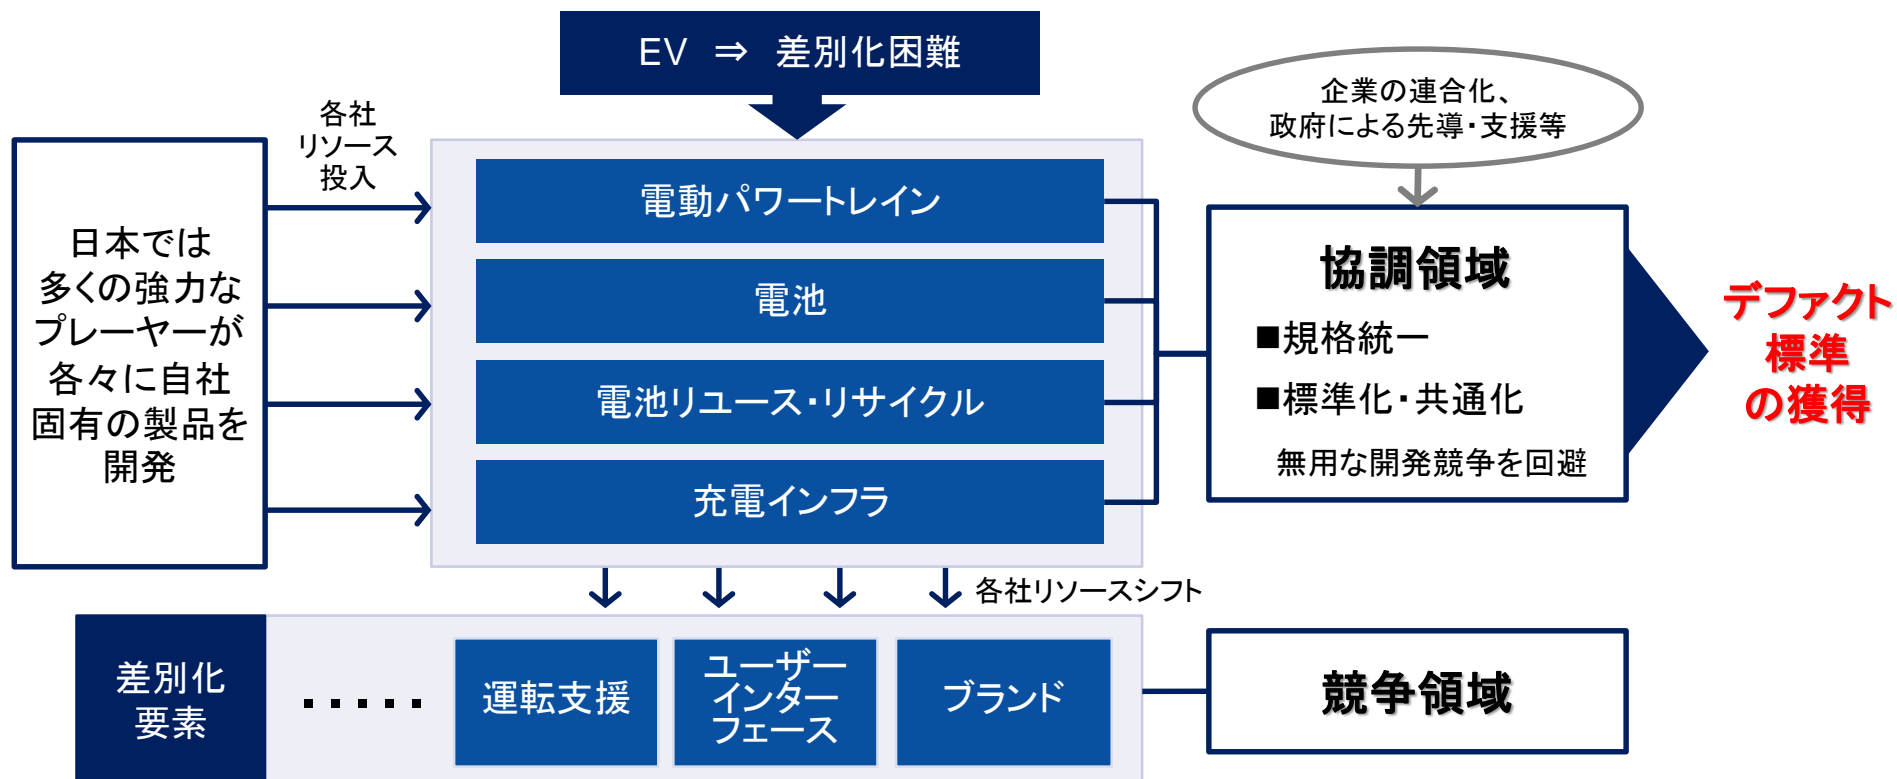 EV ⇒ 差別化困難
企業の連合化、
政府による先導・支援等
各社
リソース
投入
日本では
多くの強力な
プレーヤーが
各々に自社
固有の製品を
開発
電動パワートレイン
電池
電池リユース・リサイクル
充電インフラ
協調領域
■規格統一
■標準化・共通化
無用な開発競争を回避
デファクト
標準
の獲得
各社リソースシフト
差別化
要素
・・・・・
運転支援
ユーザー
インター
フェース
ブランド
競争領域